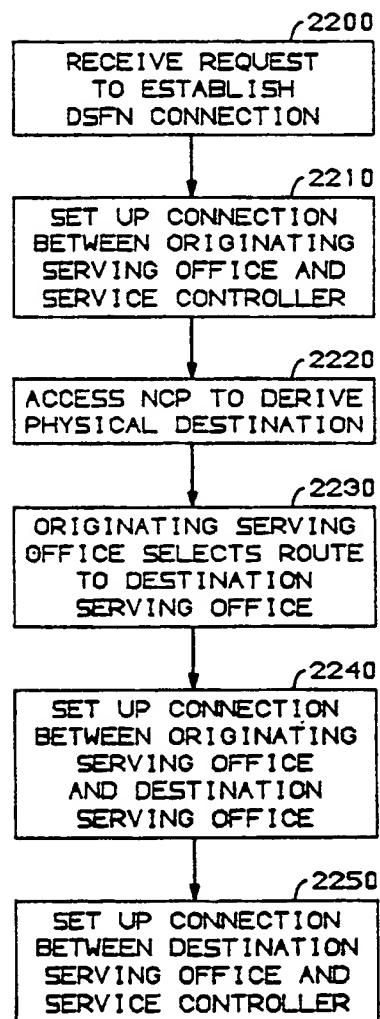 2200
RECEIVE REQUEST
TO ESTABLISH
DSFN CONNECTION
2210
SET UP CONNECTION
BETWEEN ORIGINATING
SERVING OFFICE AND
SERVICE CONTROLLER
2220
ACCESS NCP TO DERIVE
PHYSICAL DESTINATION
2230
ORIGINATING SERVING
OFFICE SELECTS ROUTE
TO DESTINATION
SERVING OFFICE
2240
SET UP CONNECTION
BETWEEN ORIGINATING
SERVING OFFICE
AND DESTINATION
SERVING OFFICE
2250
SET UP CONNECTION
BETWEEN DESTINATION
SERVING OFFICE AND
SERVICE CONTROLLER